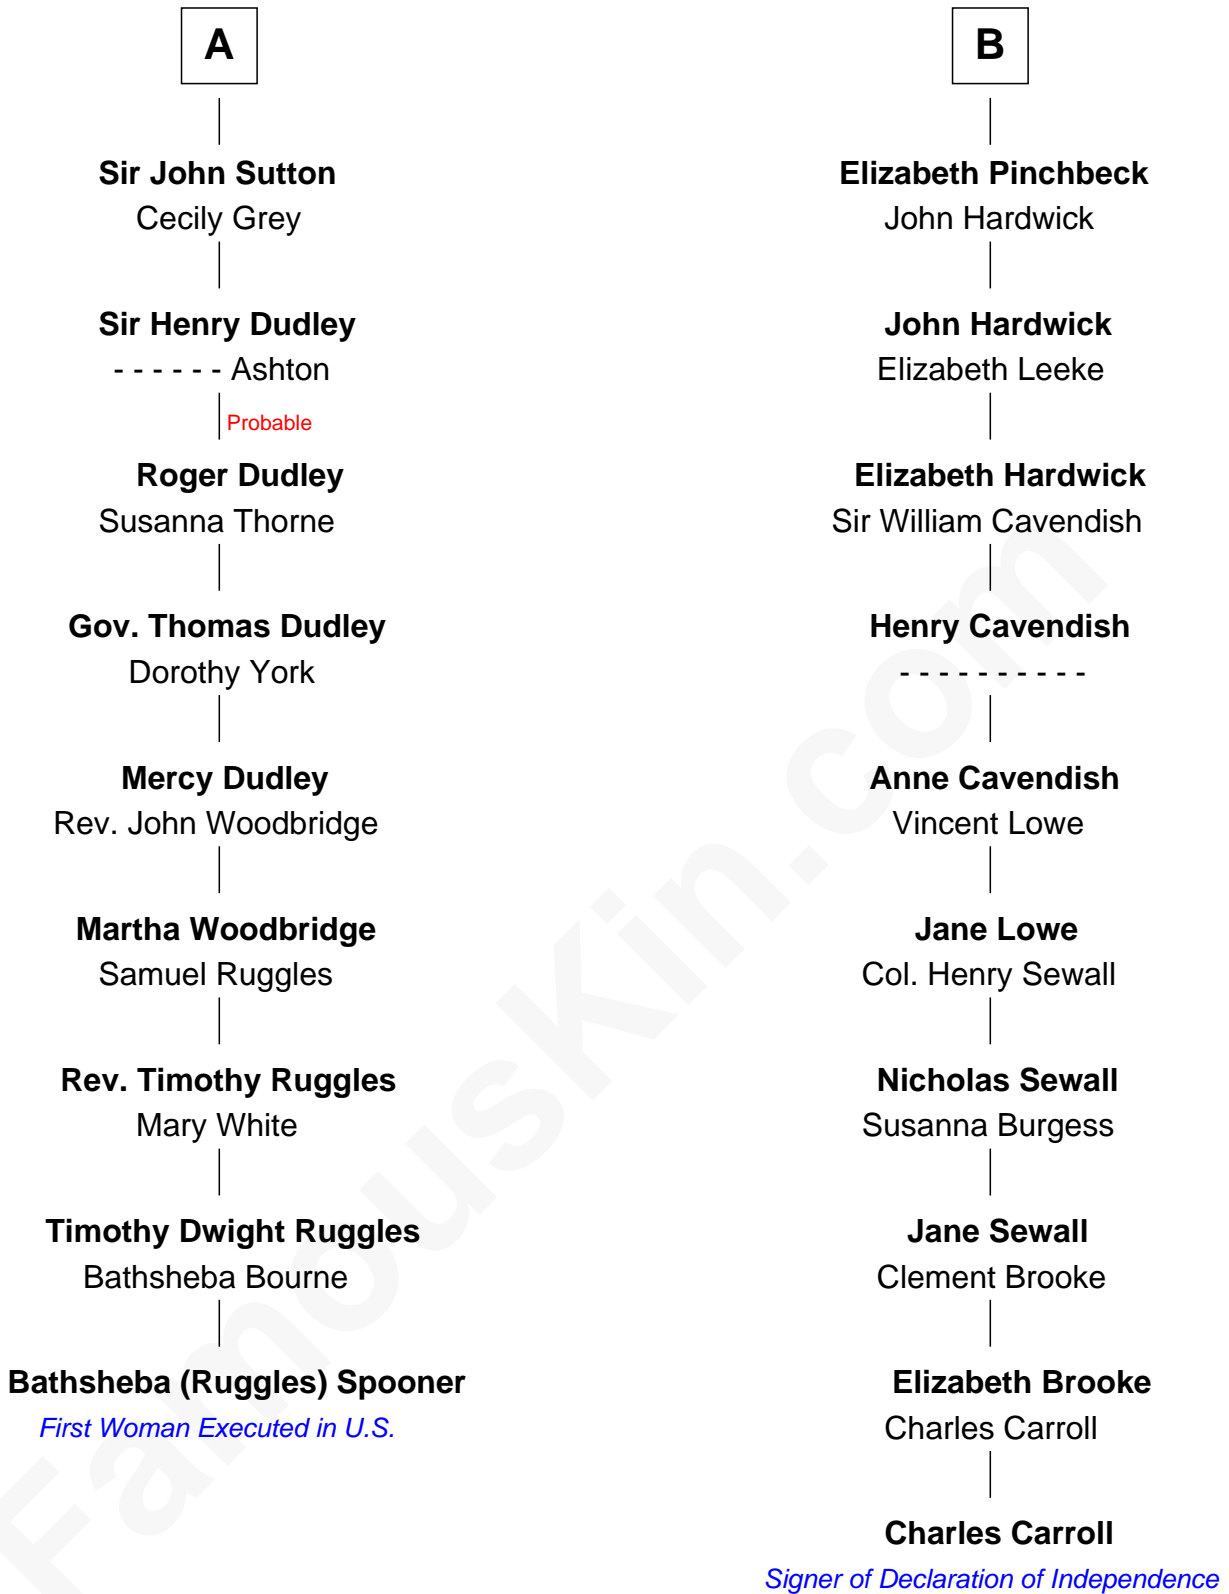 A
Sir John Sutton
Cecily Grey
Sir Henry Dudley
- - - - - - Ashton
Probable
Roger Dudley
Susanna Thorne
Gov. Thomas Dudley
Dorothy York
Mercy Dudley
Rev. John Woodbridge
Martha Woodbridge
Samuel Ruggles
Rev. Timothy Ruggles
Mary White
Timothy Dwight Ruggles
Bathsheba Bourne
Bathsheba (Ruggles) Spooner
First Woman Executed in U.S.
B
Elizabeth Pinchbeck
John Hardwick
John Hardwick
Elizabeth Leeke
Elizabeth Hardwick
Sir William Cavendish
Henry Cavendish
- - - - - - - - - -
Anne Cavendish
Vincent Lowe
Jane Lowe
Col. Henry Sewall
Nicholas Sewall
Susanna Burgess
Jane Sewall
Clement Brooke
Elizabeth Brooke
Charles Carroll
Charles Carroll
Signer of Declaration of Independence
FamousKin.com